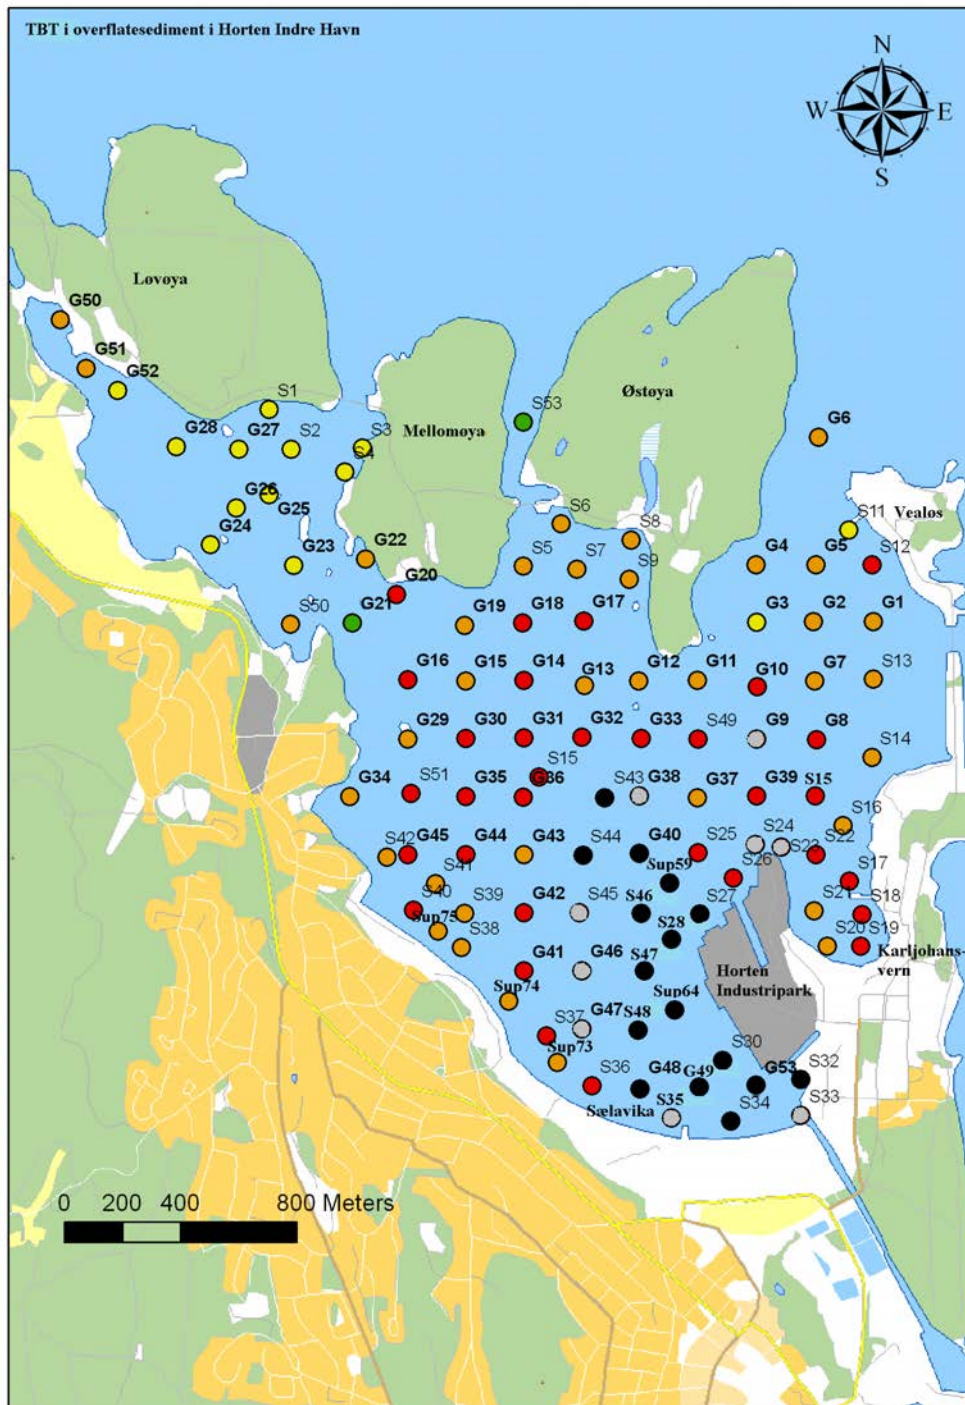 TBT i overflatesediment i Horten Indre Havn
N
W E
S
Løvøya
G50
G51
G52
S1
G28
G27
S2
S3
S4
Mellomøya
S53
Østøya
G6
G26
G25
G24
G23
G22
S6
S8
S11
Vealøs
G20
S5
S7
S9
G4
G5
S12
S50
G21
G19
G18
G17
G3
G2
G1
G16
G15
G14
G13
G12
G11
G10
G7
S13
G29
G30
G31
G32
G33
S49
G9
G8
S14
S15
G34
S51
G35
G36
S43
G38
G37
G39
S15
S16
S42
G45
G44
G43
S44
G40
S25
S24
S23
S22
S41
Sup59
S26
S17
S40
S39
G42
S45
S46
S27
S21
S18
Sup75
S38
S28
S20
S19
G41
G46
S47
Horten
Industripark
Karljohans-
vern
Sup74
Sup64
S37
G47
S48
Sup73
S30
S36
G48
G49
G53
S32
Sælavika
S35
S34
S33
0 200 400 800 Meters